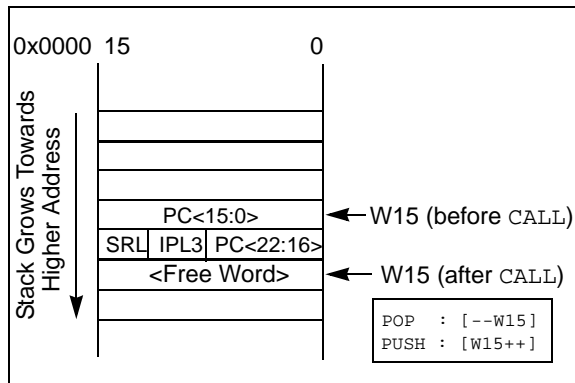 0x0000 15 0
Stack Grows Towards
Higher Address
PC<15:0>
W15 (before CALL)
SRL IPL3 PC<22:16>
<Free Word>
W15 (after CALL)
POP : [--W15]
PUSH : [W15++]